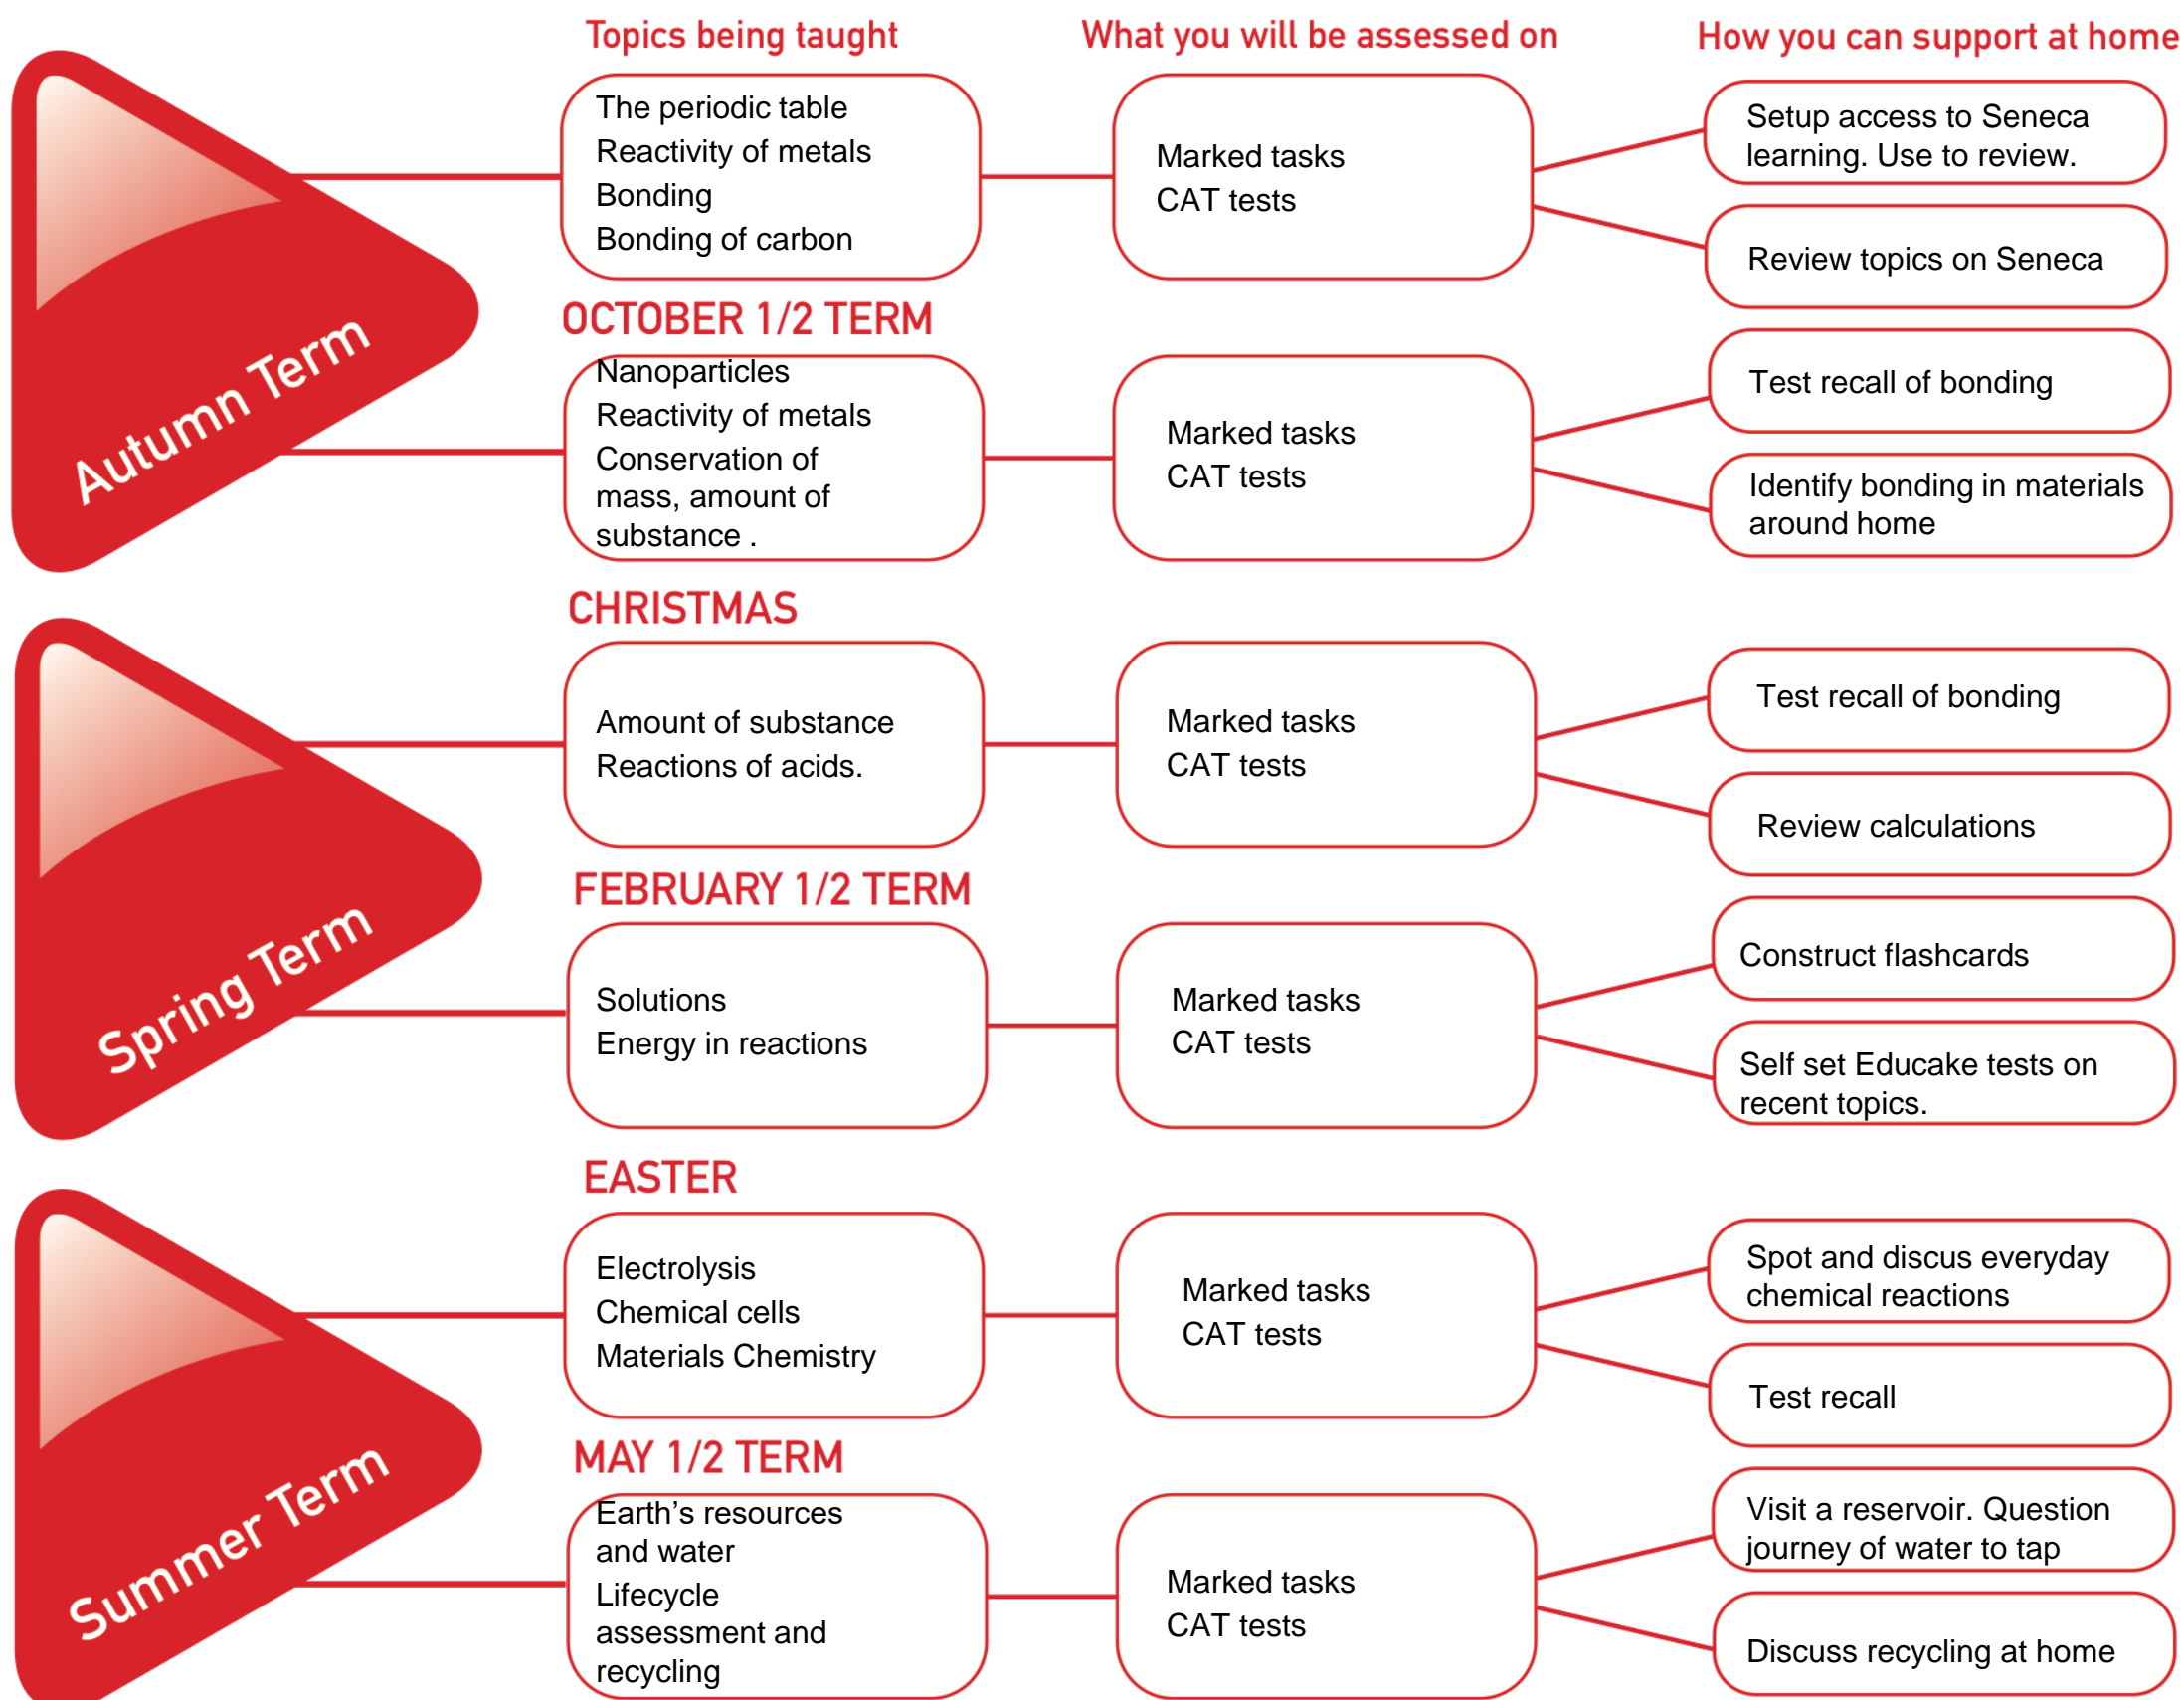 Topics being taught
What you will be assessed on
How you can support at home
Autumn Term
The periodic table
Reactivity of metals
Bonding
Bonding of carbon
Marked tasks
CAT tests
Setup access to Seneca
learning. Use to review.
Review topics on Seneca
OCTOBER 1/2 TERM
Nanoparticles
Reactivity of metals
Conservation of
mass, amount of
substance .
Marked tasks
CAT tests
Test recall of bonding
Identify bonding in materials
around home
CHRISTMAS
Spring Term
Amount of substance
Reactions of acids.
Marked tasks
CAT tests
Test recall of bonding
Review calculations
FEBRUARY 1/2 TERM
Solutions
Energy in reactions
Marked tasks
CAT tests
Construct flashcards
Self set Educake tests on
recent topics.
EASTER
Summer Term
Electrolysis
Chemical cells
Materials Chemistry
Marked tasks
CAT tests
Spot and discus everyday
chemical reactions
Test recall
MAY 1/2 TERM
Earth’s resources
and water
Lifecycle
assessment and
recycling
Marked tasks
CAT tests
Visit a reservoir. Question
journey of water to tap
Discuss recycling at home